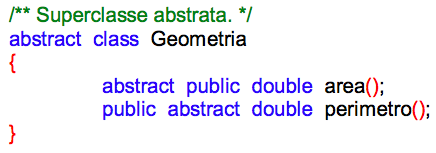 /** Superclasse abstrata. */
abstract class Geometria
{
abstract public double area();
public abstract double perimetro();
}